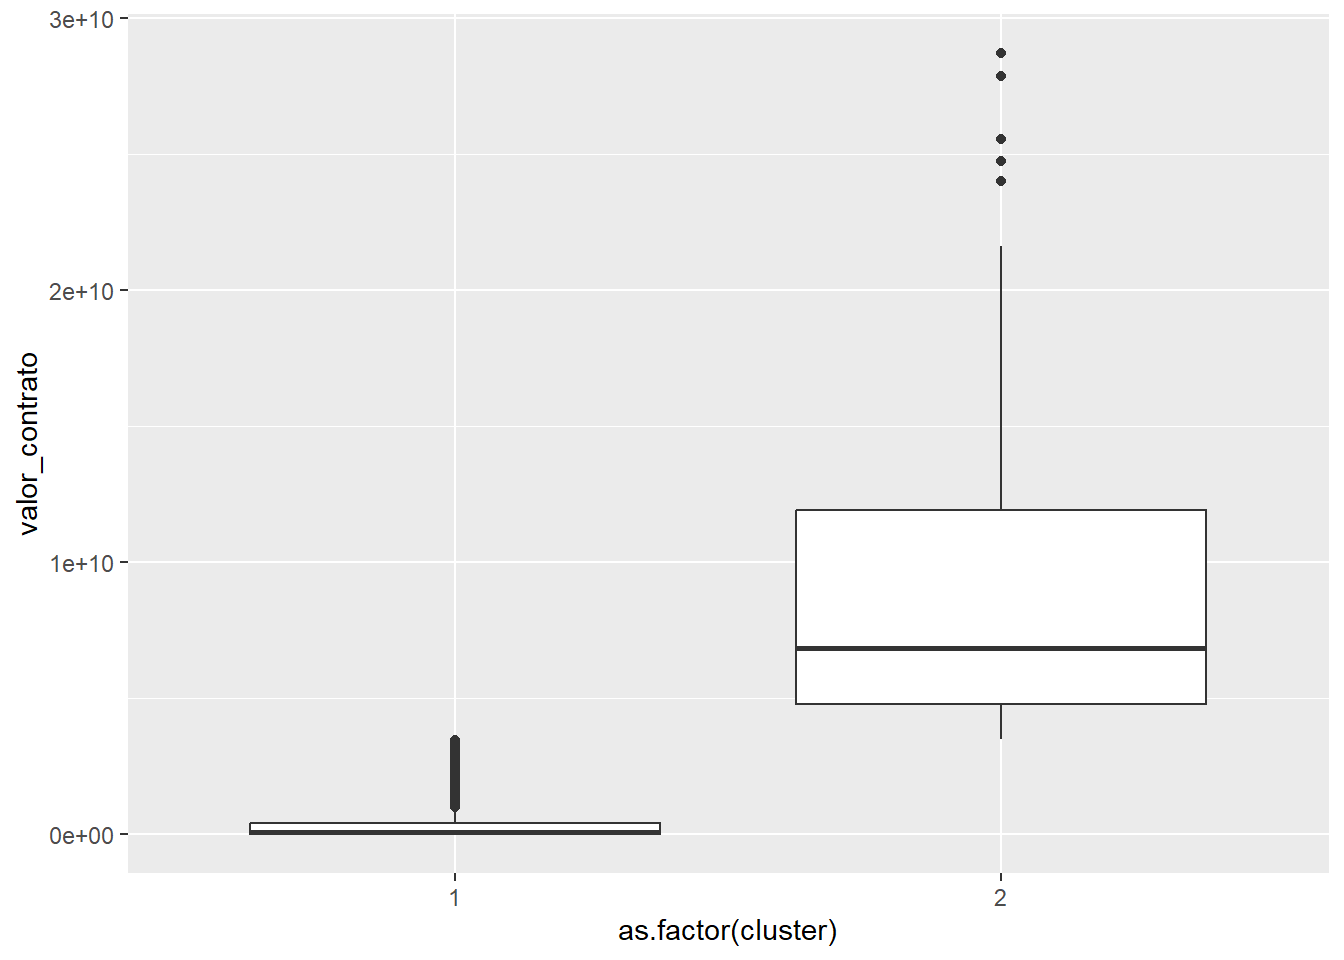 3e+10
2e+10
1e+10
0e+00
valor_contrato
1 2
as.factor(cluster)